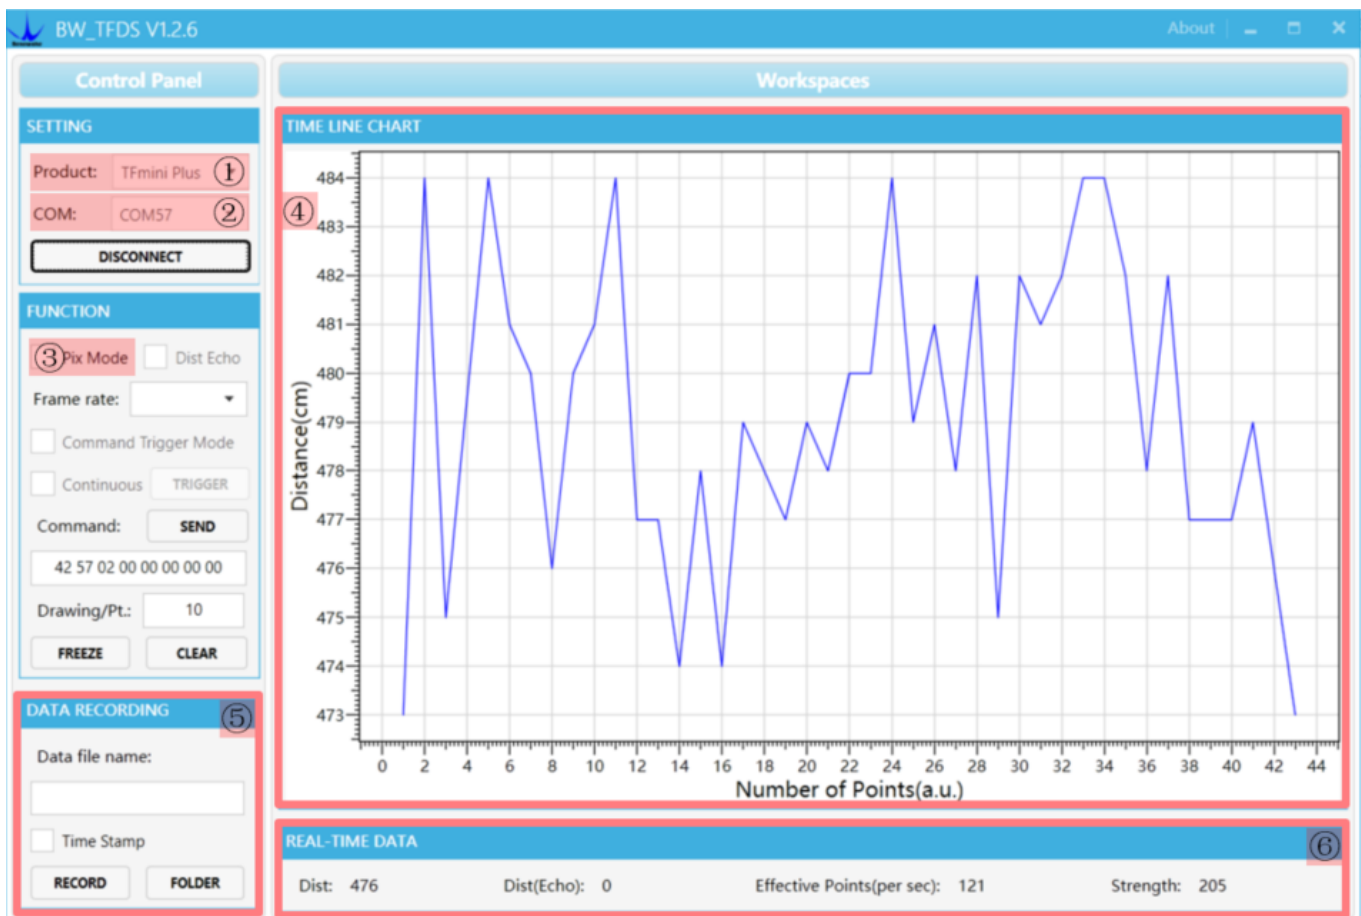 BW_TFDS V1.2.6
About
Control Panel
Workspaces
SETTING
Product: TFmini Plus ①
COM: COM57 ②
DISCONNECT
FUNCTION
③ Pix Mode Dist Echo
Frame rate:
Command Trigger Mode
Continuous TRIGGER
Command: SEND
42 57 02 00 00 00 00 00
Drawing/Pt.: 10
FREEZE CLEAR
DATA RECORDING ⑤
Data file name:
Time Stamp
RECORD FOLDER
TIME LINE CHART
④
Distance(cm)
484
483
482
481
480
479
478
477
476
475
474
473
0 2 4 6 8 10 12 14 16 18 20 22 24 26 28 30 32 34 36 38 40 42 44
Number of Points(a.u.)
REAL-TIME DATA ⑥
Dist: 476 Dist(Echo): 0 Effective Points(per sec): 121 Strength: 205